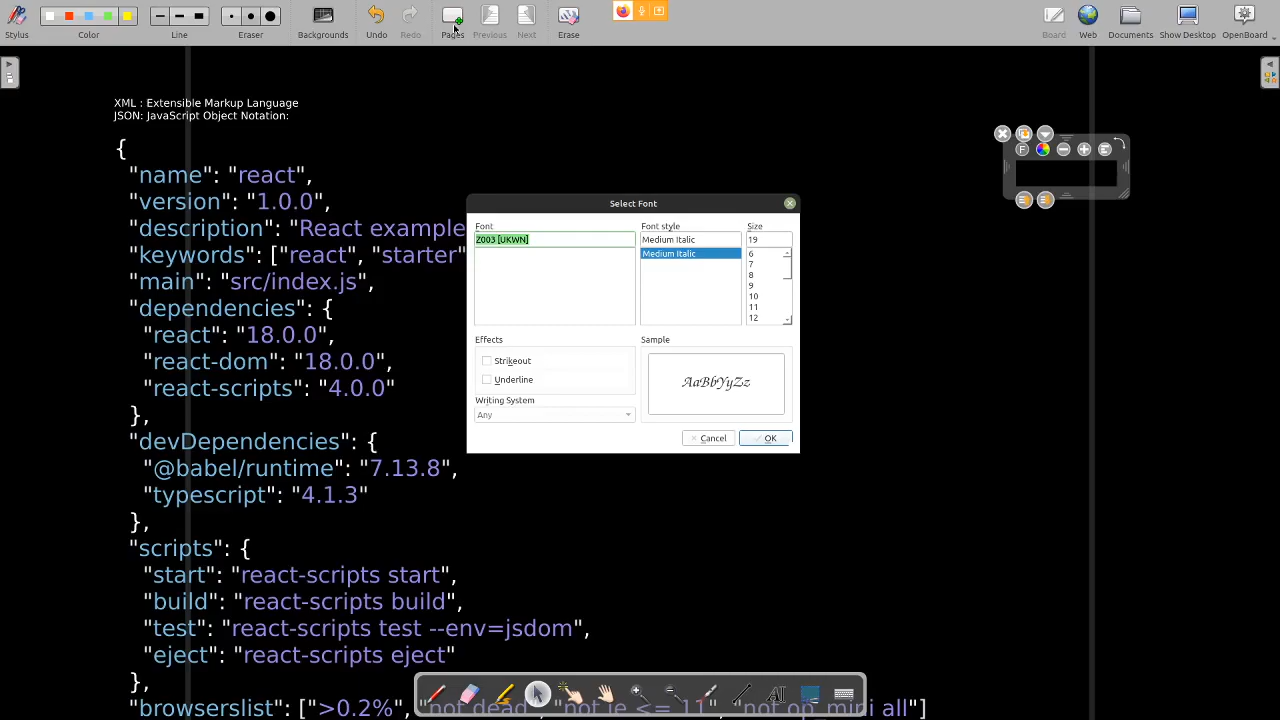 Stylus Color Line Eraser Backgrounds Undo Redo Pages Previous Next Erase Board Web Documents Show Desktop OpenBoard
XML : Extensible Markup Language
JSON: JavaScript Object Notation:
{
"name": "react",
"version": "1.0.0",
"description": "React example
"keywords": ["react", "starter"
"main": "src/index.js",
"dependencies": {
"react": "18.0.0",
"react-dom": "18.0.0",
"react-scripts": "4.0.0"
},
"devDependencies": {
"@babel/runtime": "7.13.8",
"typescript": "4.1.3"
},
"scripts": {
"start": "react-scripts start",
"build": "react-scripts build",
"test": "react-scripts test --env=jsdom",
"eject": "react-scripts eject"
},
"browserslist": [">0.2%", "not dead", "not ie <= 11", "not op_mini all"]
F
Select Font
Font Font style Size
Z003 [UKWN] Medium Italic 19
Medium Italic 6
7
8
9
10
11
12
Effects Sample
Strikeout
Underline
AaBbYyZz
Writing System
Any
Cancel OK
AI